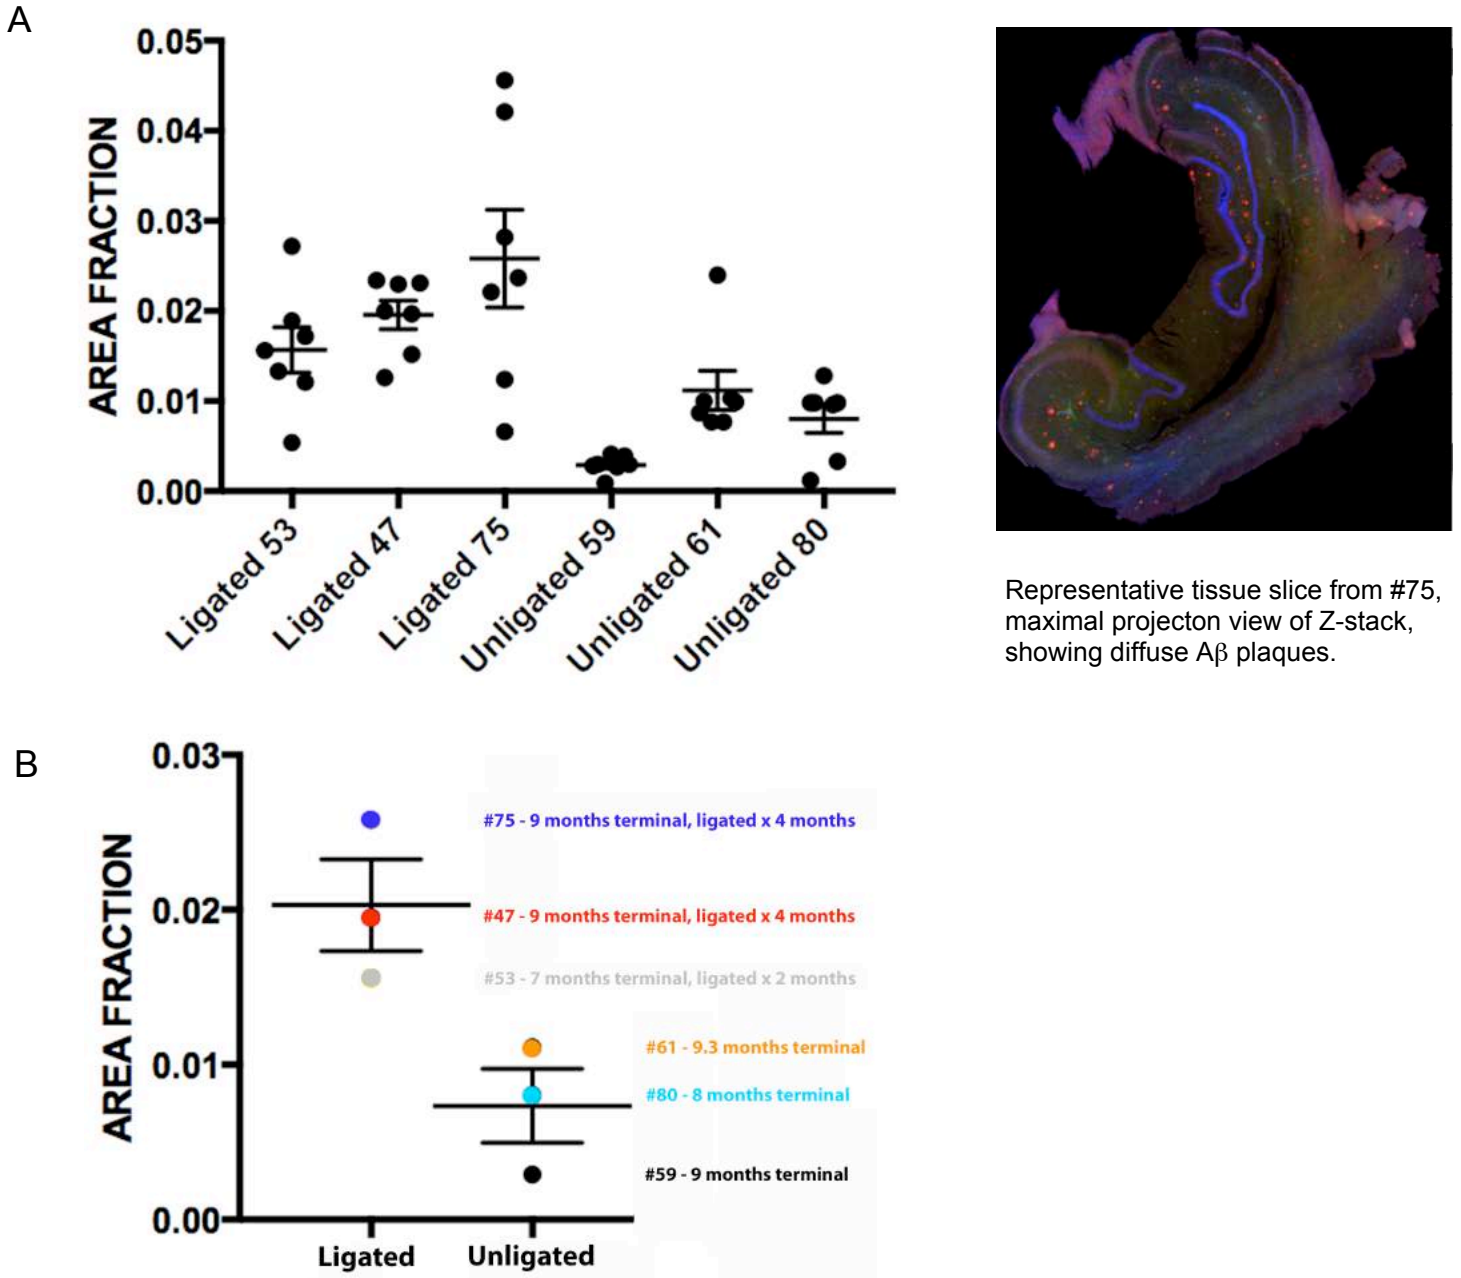 A
AREA FRACTION
0.05
0.04
0.03
0.02
0.01
0.00
Ligated 53
Ligated 47
Ligated 75
Unligated 59
Unligated 61
Unligated 80
Representative tissue slice from #75,
maximal projecton view of Z-stack,
showing diffuse Aβ plaques.
B
AREA FRACTION
0.03
0.02
0.01
0.00
#75 - 9 months terminal, ligated x 4 months
#47 - 9 months terminal, ligated x 4 months
#53 - 7 months terminal, ligated x 2 months
#61 - 9.3 months terminal
#80 - 8 months terminal
#59 - 9 months terminal
Ligated
Unligated